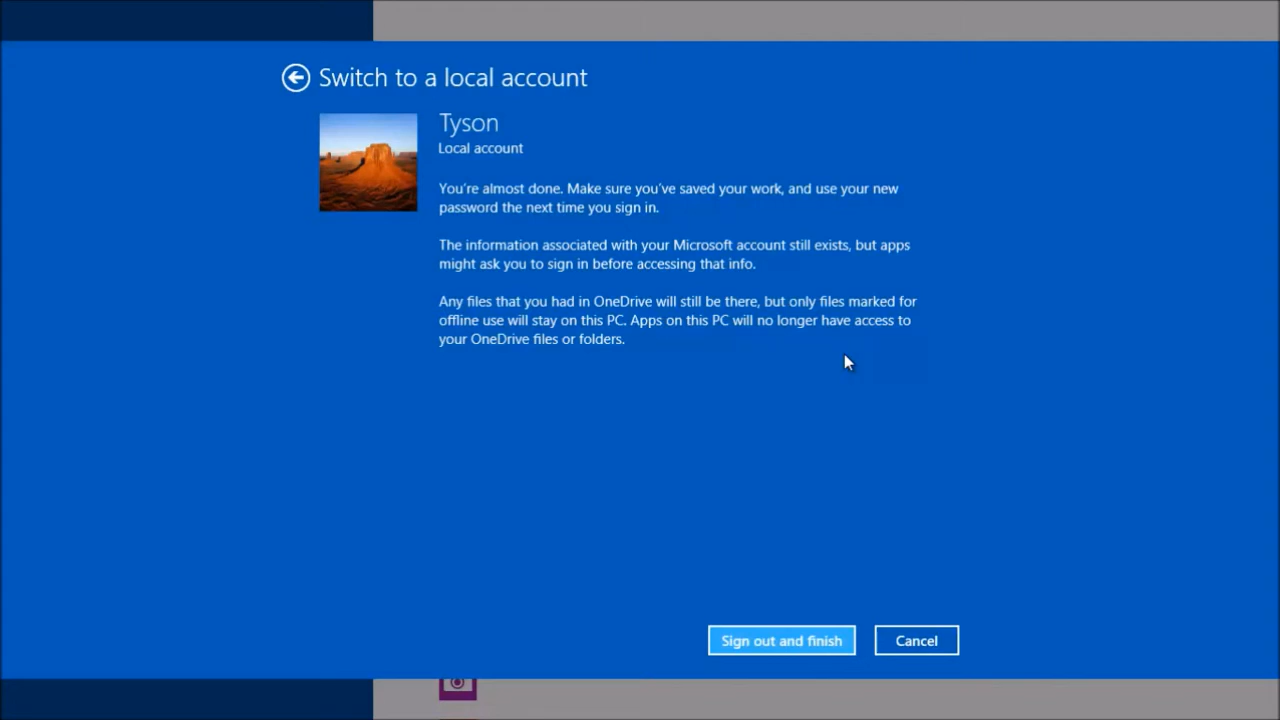 Switch to a local account
Tyson
Local account
You're almost done. Make sure you've saved your work, and use your new
password the next time you sign in.
The information associated with your Microsoft account still exists, but apps
might ask you to sign in before accessing that info.
Any files that you had in OneDrive will still be there, but only files marked for
offline use will stay on this PC. Apps on this PC will no longer have access to
your OneDrive files or folders.
Sign out and finish
Cancel